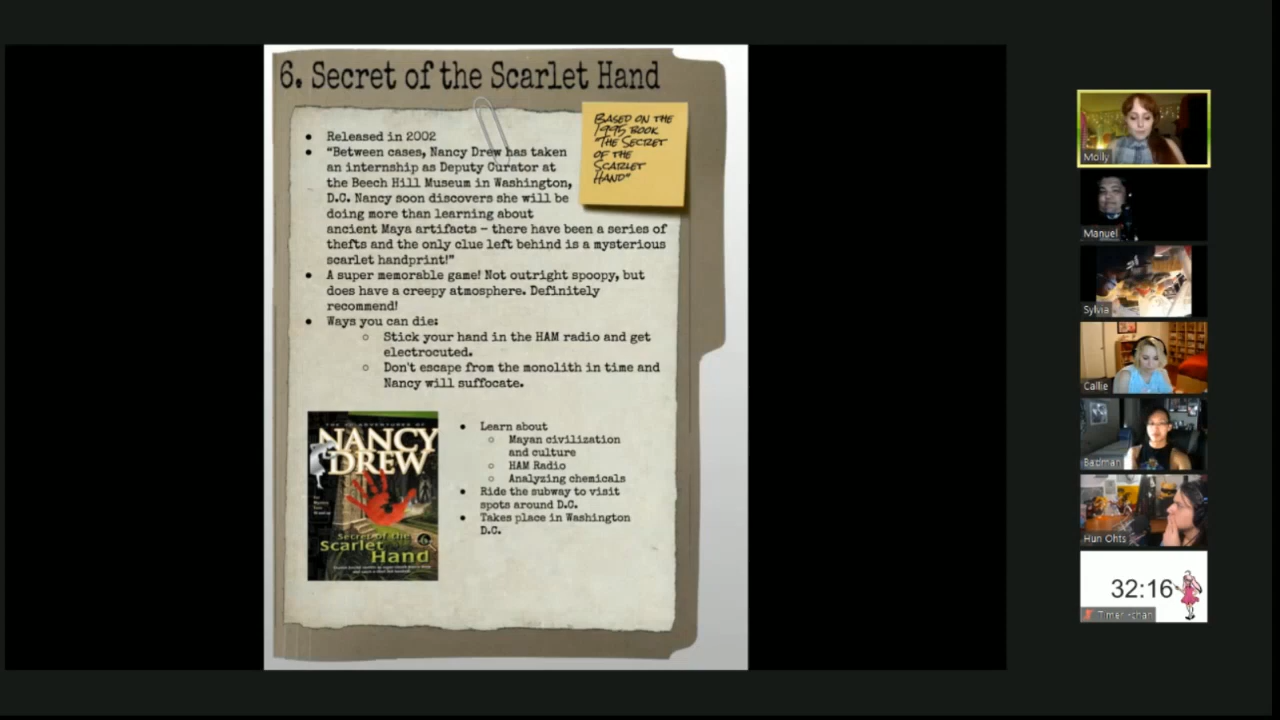 6. Secret of the Scarlet Hand
BASED ON THE
1995 BOOK
"THE SECRET
OF THE
SCARLET
HAND"
• Released in 2002
• “Between cases, Nancy Drew has taken
an internship as Deputy Curator at
the Beech Hill Museum in Washington,
D.C. Nancy soon discovers she will be
doing more than learning about
ancient Maya artifacts – there have been a series of
thefts and the only clue left behind is a mysterious
scarlet handprint!”
• A super memorable game! Not outright spoopy, but
does have a creepy atmosphere. Definitely
recommend!
• Ways you can die:
○ Stick your hand in the HAM radio and get
electrocuted.
○ Don't escape from the monolith in time and
Nancy will suffocate.
NANCY
DREW
Secret of the
Scarlet
Hand
• Learn about
○ Mayan civilization
and culture
○ HAM Radio
○ Analyzing chemicals
• Ride the subway to visit
spots around D.C.
• Takes place in Washington
D.C.
Molly
Manuel
Sylvia
Callie
Badman
Hun Ohts
32:16
Timer-chan